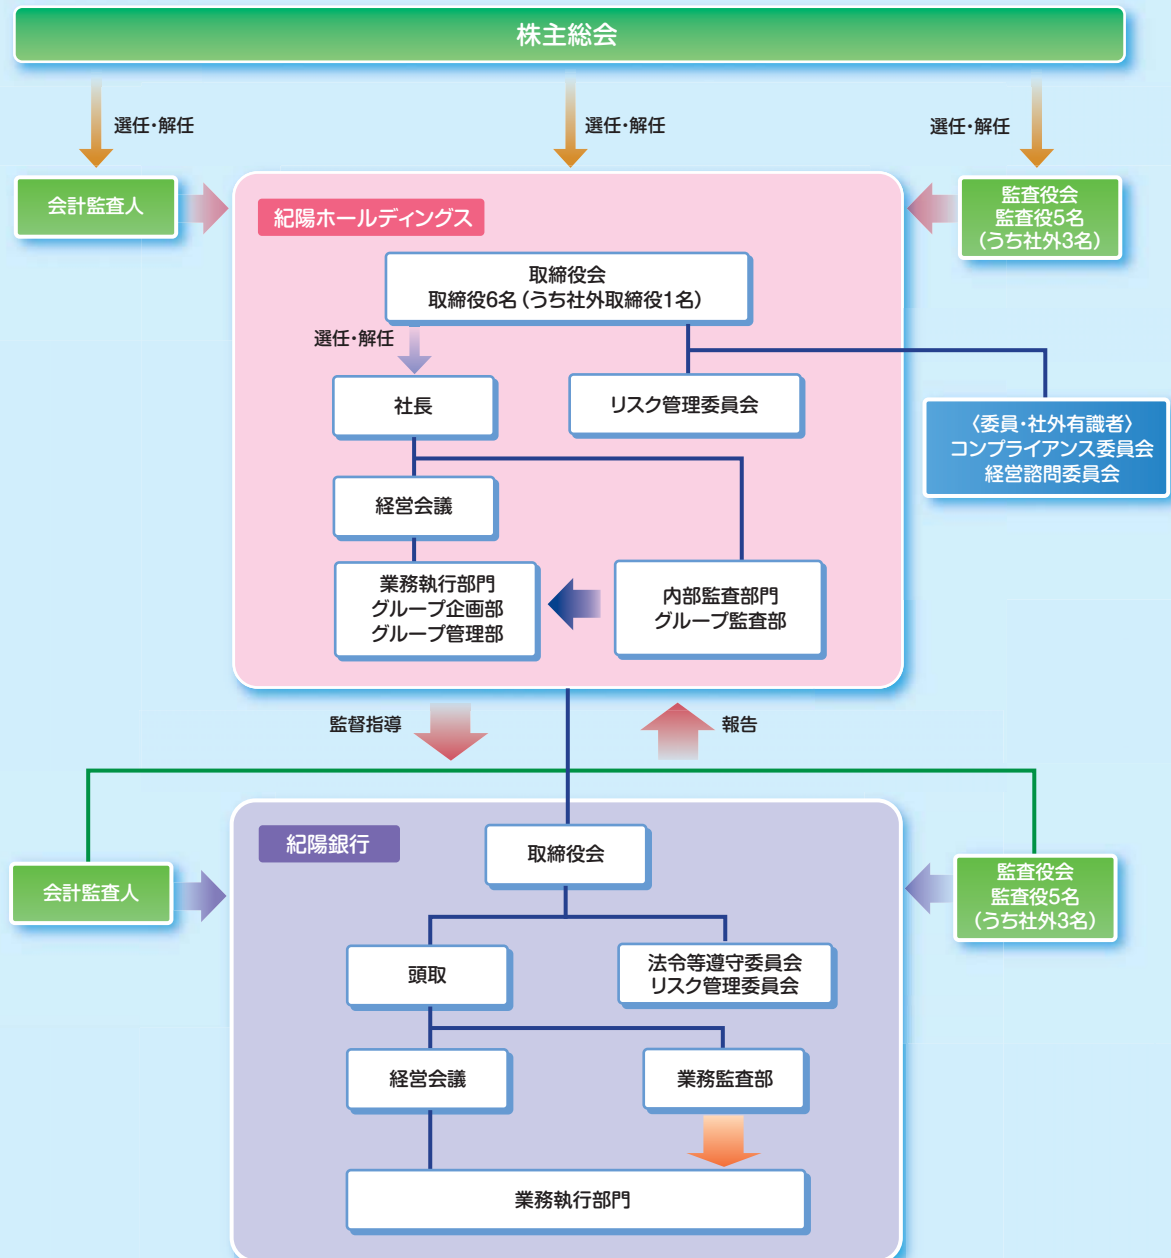 株主総会
選任・解任
選任・解任
選任・解任
会計監査人
監査役会
監査役5名
(うち社外3名)
紀陽ホールディングス
取締役会
取締役6名(うち社外取締役1名)
選任・解任
社長
リスク管理委員会
〈委員・社外有識者〉
コンプライアンス委員会
経営諮問委員会
経営会議
業務執行部門
グループ企画部
グループ管理部
内部監査部門
グループ監査部
監督指導
報告
紀陽銀行
取締役会
会計監査人
監査役会
監査役5名
(うち社外3名)
頭取
法令等遵守委員会
リスク管理委員会
経営会議
業務監査部
業務執行部門